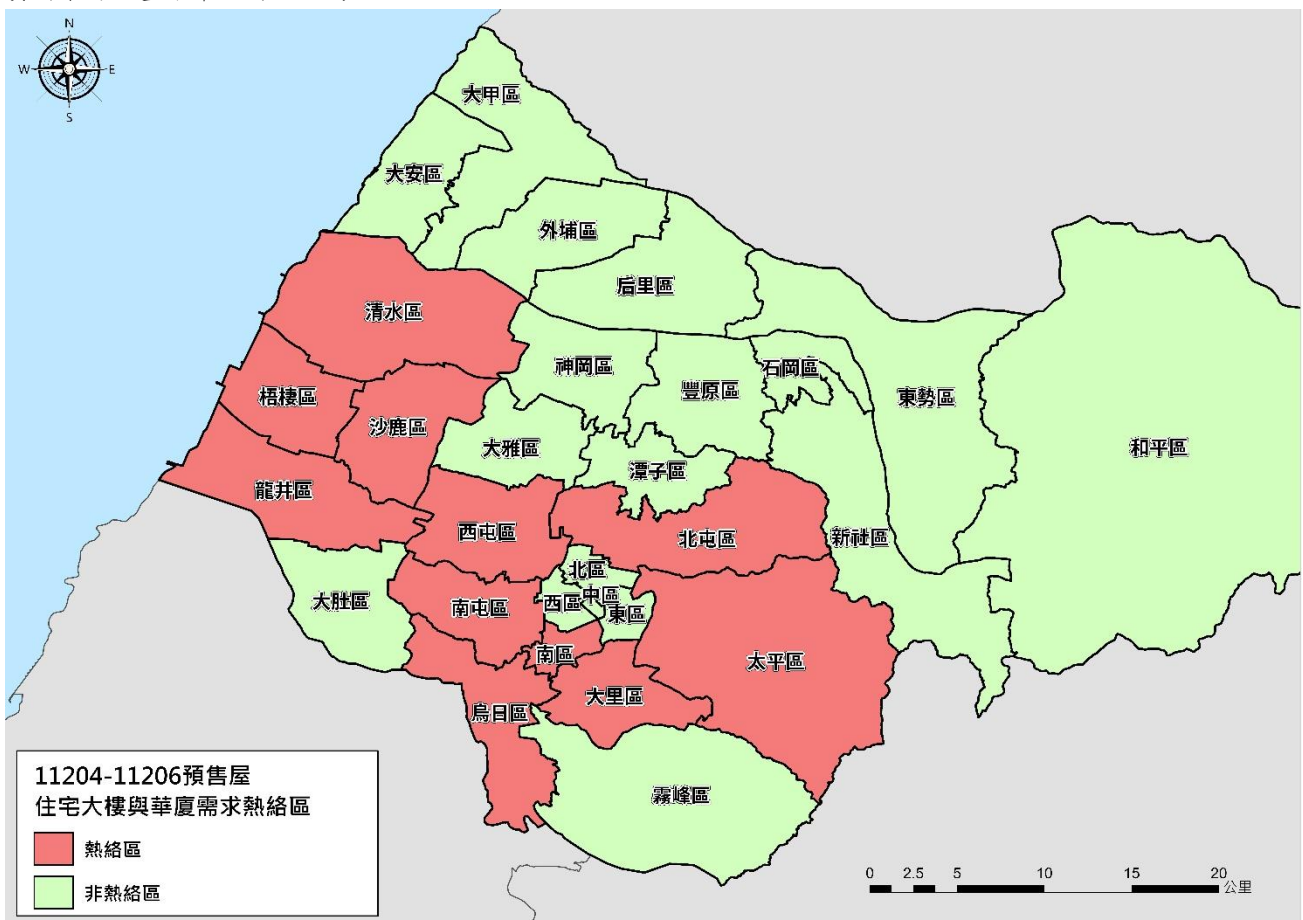 N
W
E
S
大甲區
大安區
外埔區
后里區
清水區
神岡區
豐原區
石岡區
東勢區
梧棲區
沙鹿區
大雅區
潭子區
和平區
龍井區
西屯區
北屯區
新社區
北區
大肚區
南屯區
西區
中區
東區
南區
太平區
大里區
烏日區
霧峰區
11204-11206預售屋
住宅大樓與華廈需求熱絡區
熱絡區
非熱絡區
0 2.5 5 10 15 20
公里